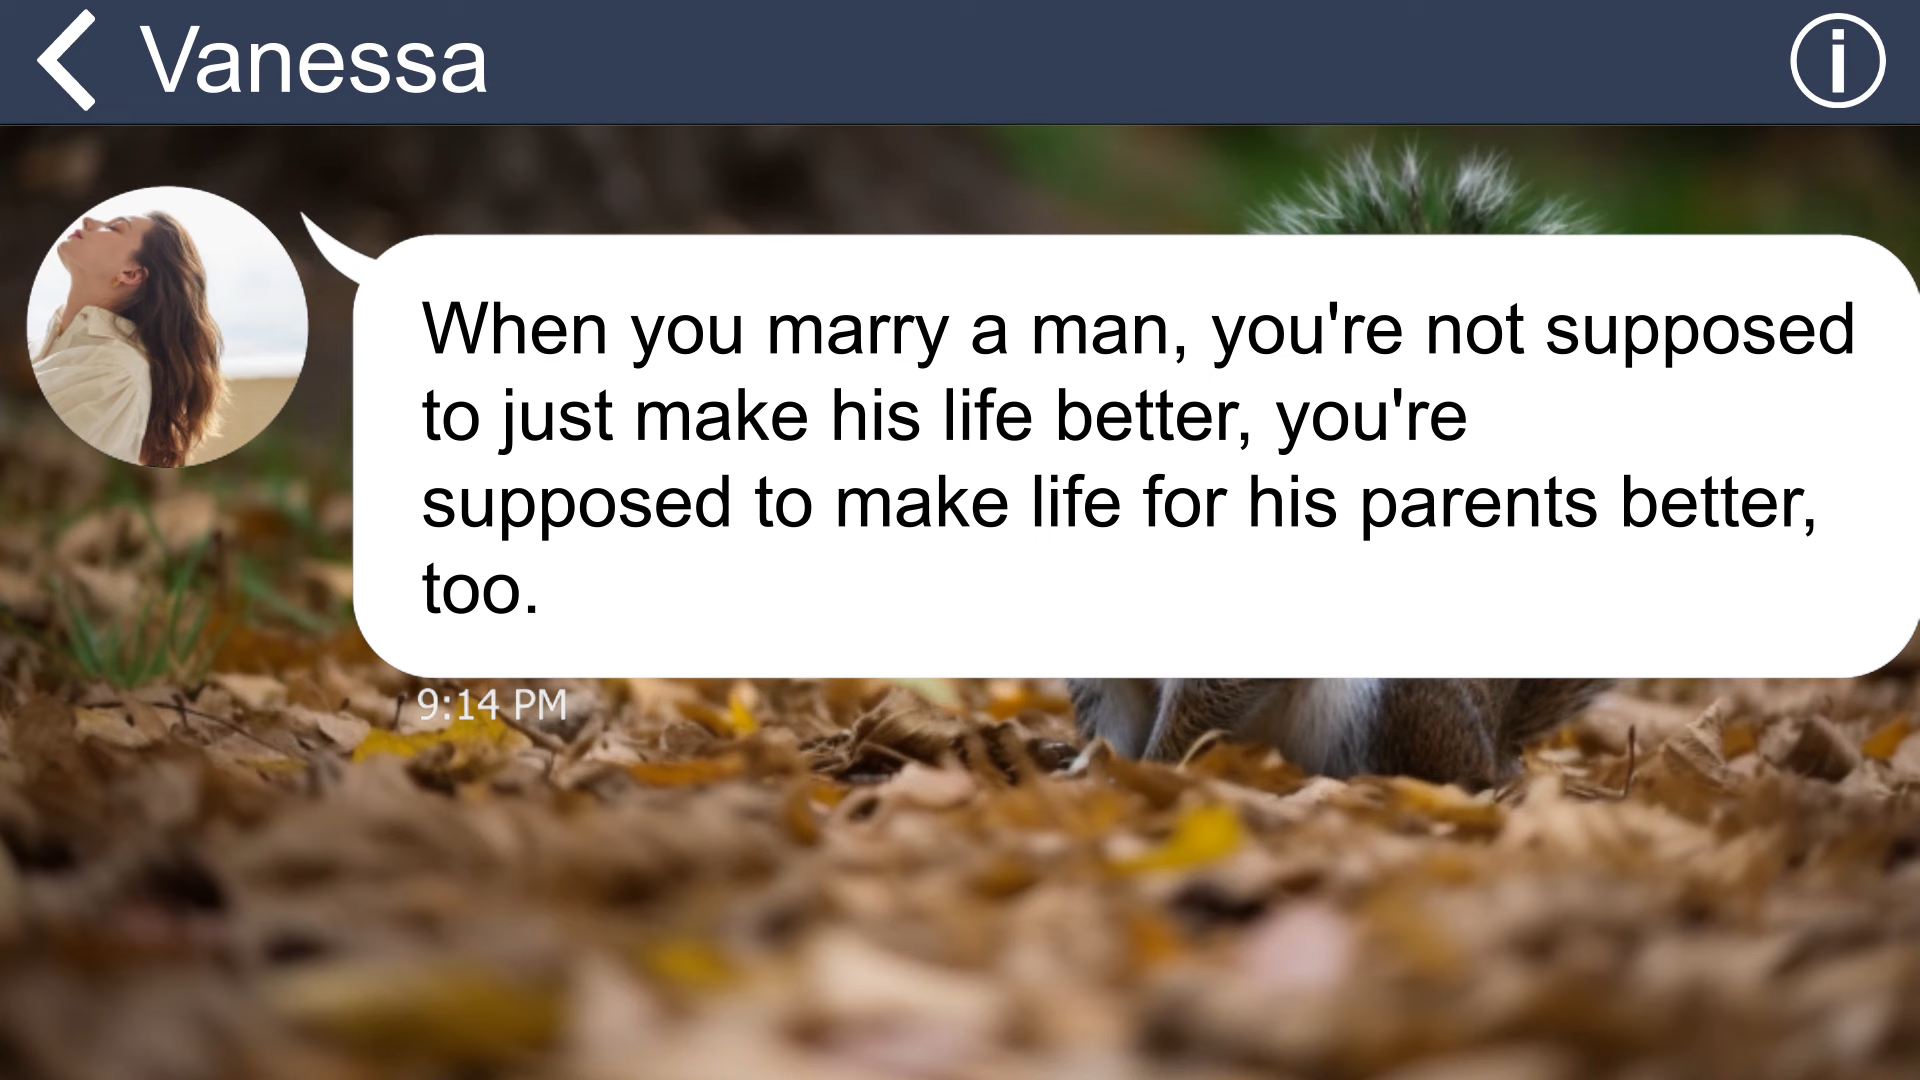 Vanessa
When you marry a man, you're not supposed
to just make his life better, you're
supposed to make life for his parents better,
too.
9:14 PM